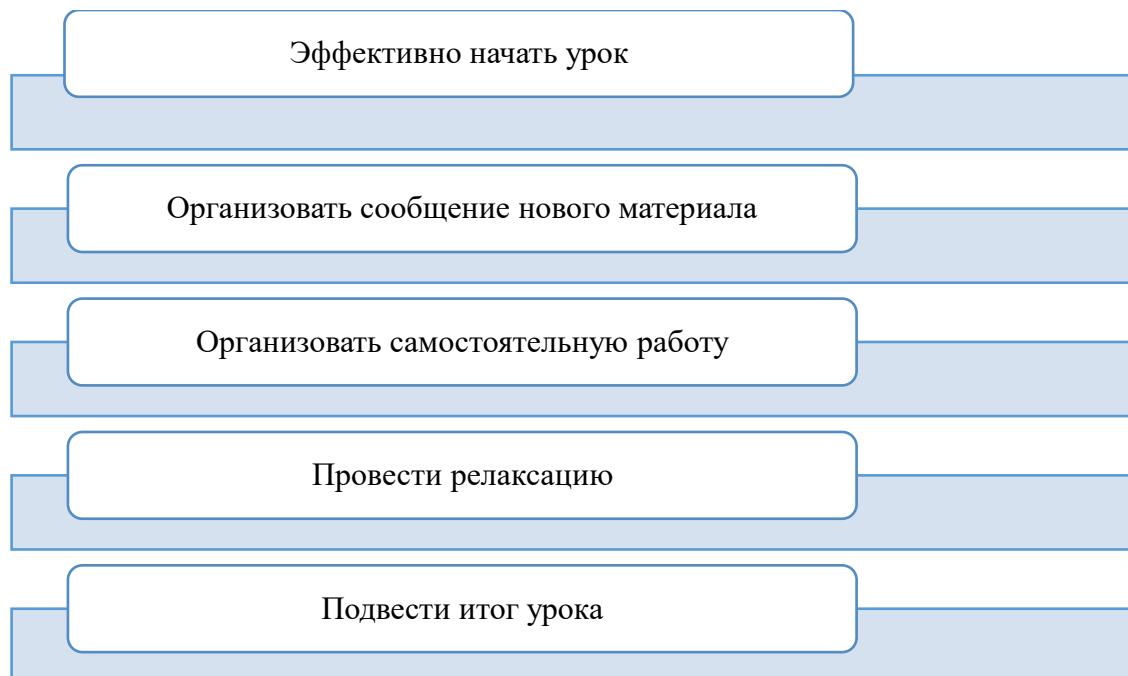 Эффективно начать урок
Организовать сообщение нового материала
Организовать самостоятельную работу
Провести релаксацию
Подвести итог урока